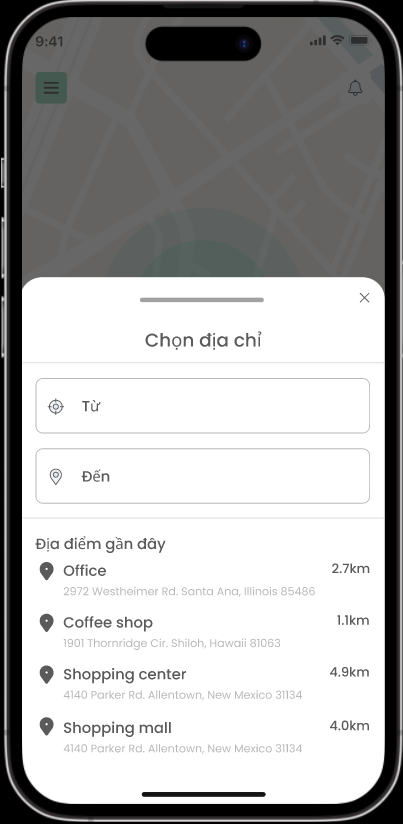 9:41
Chọn địa chỉ
Từ
Đến
Địa điểm gần đây
Office 2.7km
2972 Westheimer Rd. Santa Ana, Illinois 85486
Coffee shop 1.1km
1901 Thornridge Cir. Shiloh, Hawaii 81063
Shopping center 4.9km
4140 Parker Rd. Allentown, New Mexico 31134
Shopping mall 4.0km
4140 Parker Rd. Allentown, New Mexico 31134